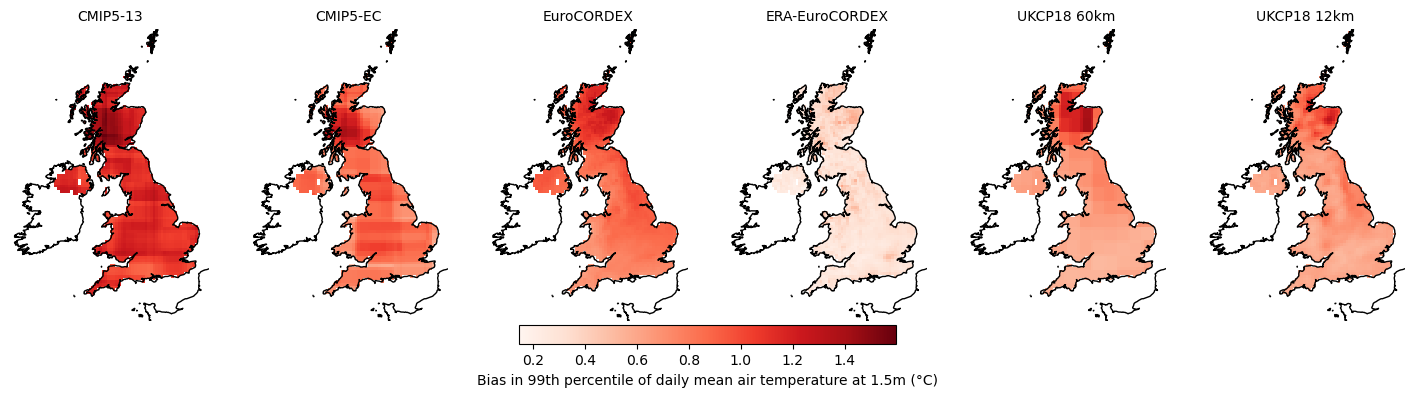 CMIP5-13
CMIP5-EC
EuroCORDEX
ERA-EuroCORDEX
UKCP18 60km
UKCP18 12km
0.2 0.4 0.6 0.8 1.0 1.2 1.4
Bias in 99th percentile of daily mean air temperature at 1.5m (°C)